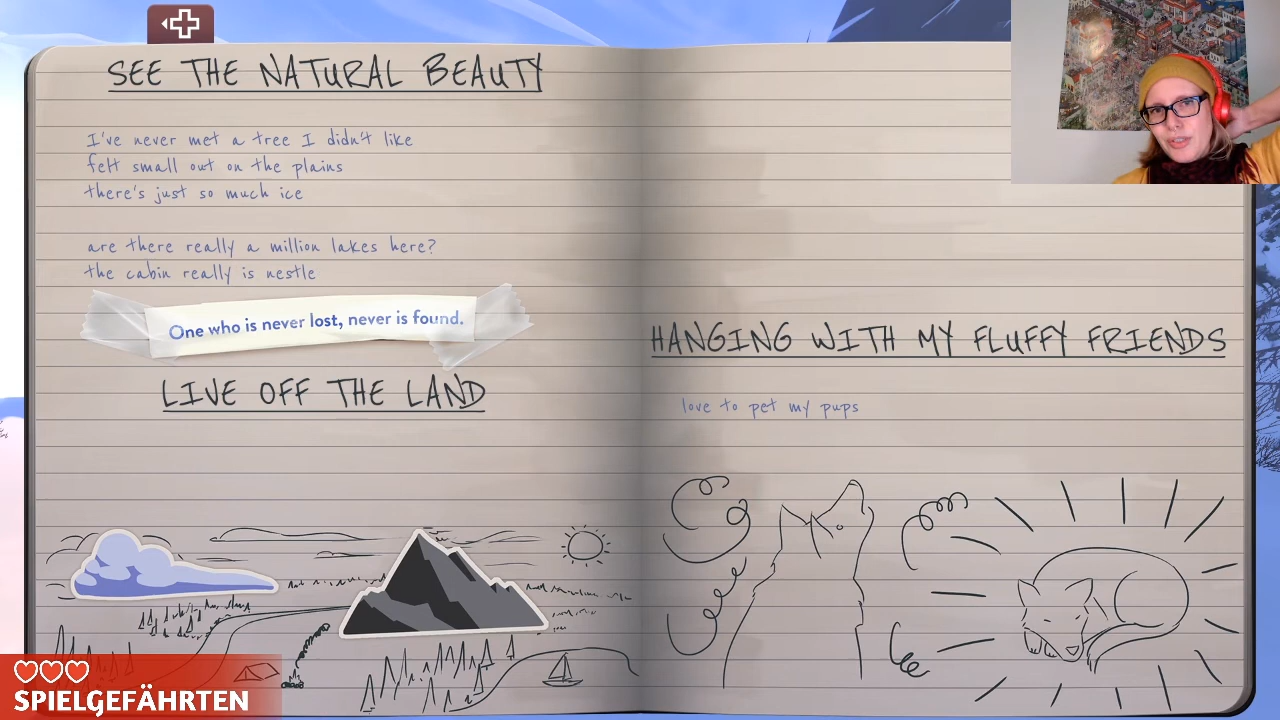 SEE THE NATURAL BEAUTY
I've never met a tree I didn't like
felt small out on the plains
there's just so much ice
are there really a million lakes here?
the cabin really is nestle
One who is never lost, never is found.
LIVE OFF THE LAND
HANGING WITH MY FLUFFY FRIENDS
love to pet my pups
SPIELGEFÄHRTEN